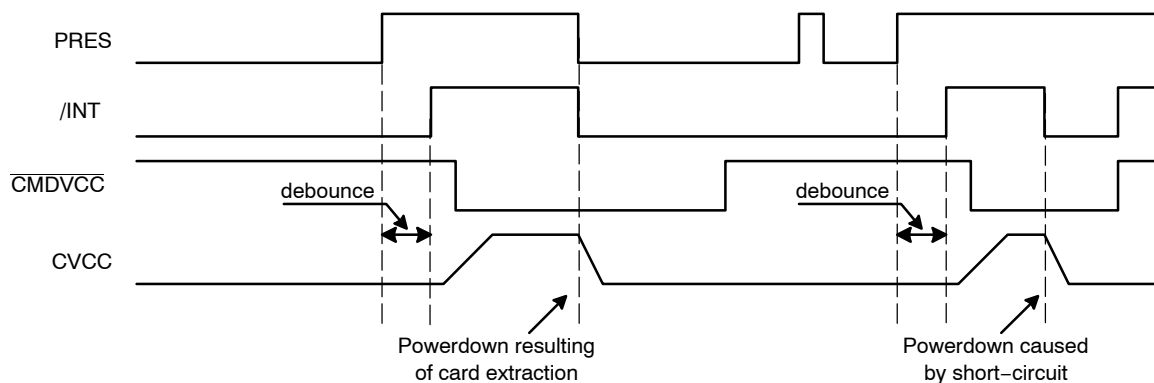 PRES
/INT
CMDVCC
debounce
debounce
CVCC
Powerdown resulting
of card extraction
Powerdown caused
by short−circuit